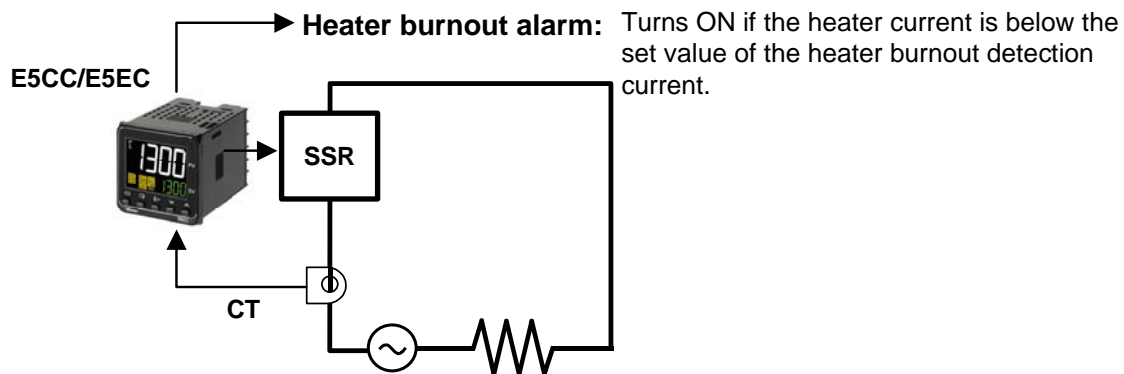 Heater burnout alarm: Turns ON if the heater current is below the
set value of the heater burnout detection
current.
E5CC/E5EC
1300
1300
SSR
CT